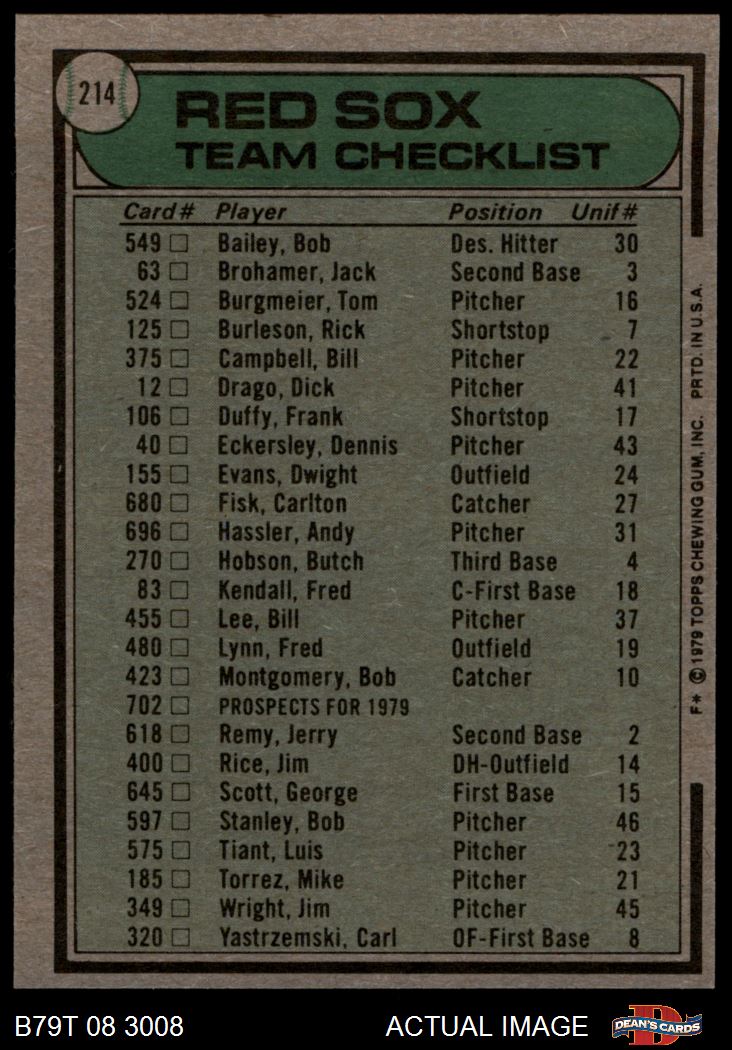 214
RED SOX
TEAM CHECKLIST
Card# Player Position Unif#
549 Bailey, Bob Des. Hitter 30
63 Brohamer, Jack Second Base 3
524 Burgmeier, Tom Pitcher 16
125 Burleson, Rick Shortstop 7
375 Campbell, Bill Pitcher 22
12 Drago, Dick Pitcher 41
106 Duffy, Frank Shortstop 17
40 Eckersley, Dennis Pitcher 43
155 Evans, Dwight Outfield 24
680 Fisk, Carlton Catcher 27
696 Hassler, Andy Pitcher 31
270 Hobson, Butch Third Base 4
83 Kendall, Fred C-First Base 18
455 Lee, Bill Pitcher 37
480 Lynn, Fred Outfield 19
423 Montgomery, Bob Catcher 10
702 PROSPECTS FOR 1979
618 Remy, Jerry Second Base 2
400 Rice, Jim DH-Outfield 14
645 Scott, George First Base 15
597 Stanley, Bob Pitcher 46
575 Tiant, Luis Pitcher 23
185 Torrez, Mike Pitcher 21
349 Wright, Jim Pitcher 45
320 Yastrzemski, Carl OF-First Base 8
F* © 1979 TOPPS CHEWING GUM, INC. PRTD. IN U.S.A.
B79T 08 3008 ACTUAL IMAGE
D
DEAN'S CARDS